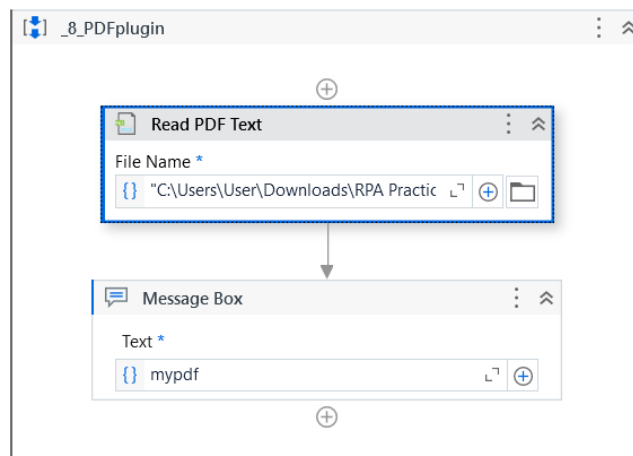 _8_PDFplugin
Read PDF Text
File Name *
{} "C:\Users\User\Downloads\RPA Practic
Message Box
Text *
{} mypdf